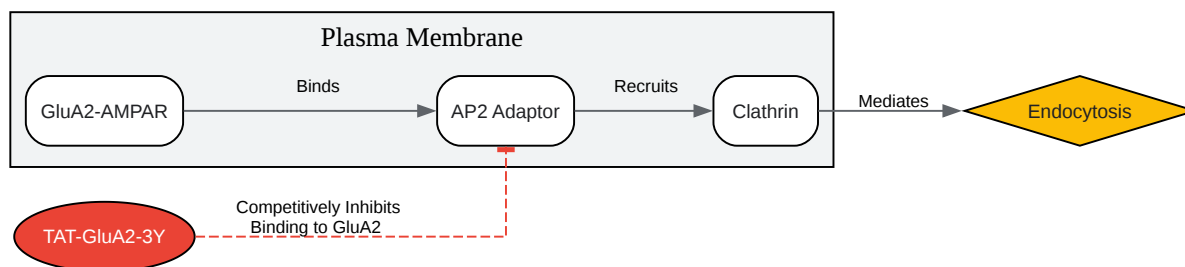 Plasma Membrane
GluA2-AMPAR
Binds
AP2 Adaptor
Recruits
Clathrin
Mediates
Endocytosis
TAT-GluA2-3Y
Competitively Inhibits
Binding to GluA2